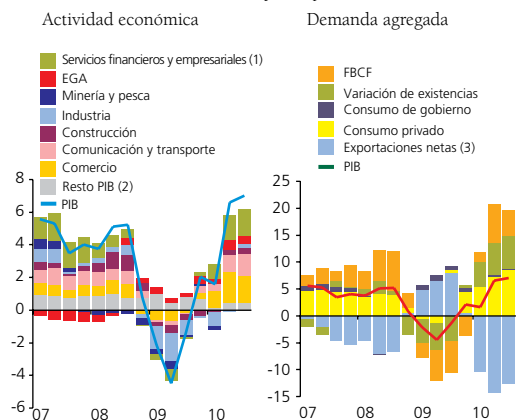 Actividad económica
Servicios financieros y empresariales (1)
EGA
Minería y pesca
Industria
Construcción
Comunicación y transporte
Comercio
Resto PIB (2)
PIB
8
6
4
2
0
-2
-4
-6
07 08 09 10
Demanda agregada
FBCF
Variación de existencias
Consumo de gobierno
Consumo privado
Exportaciones netas (3)
PIB
25
20
15
10
5
0
-5
-10
-15
07 08 09 10